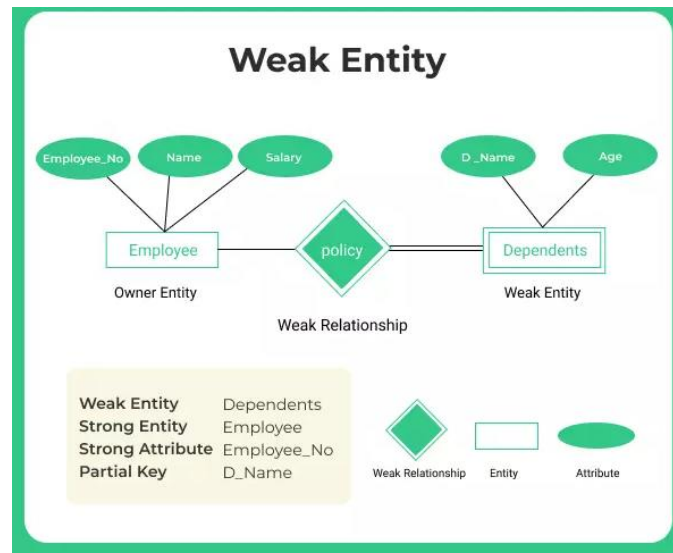 Weak Entity
Employee_No
Name
Salary
D _Name
Age
Employee
policy
Dependents
Owner Entity
Weak Relationship
Weak Entity
Weak Entity Dependents
Strong Entity Employee
Strong Attribute Employee_No
Partial Key D_Name
Weak Relationship
Entity
Attribute